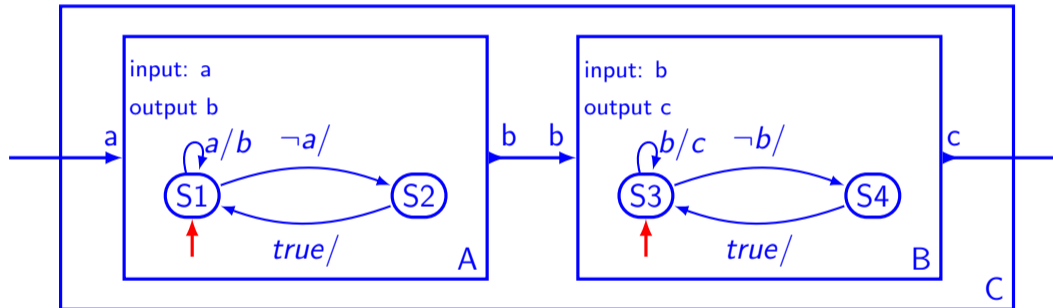 input: a
output b
a
a/b
¬a/
S1
S2
true/
A
b
b
input: b
output c
b/c
¬b/
S3
S4
true/
B
c
C